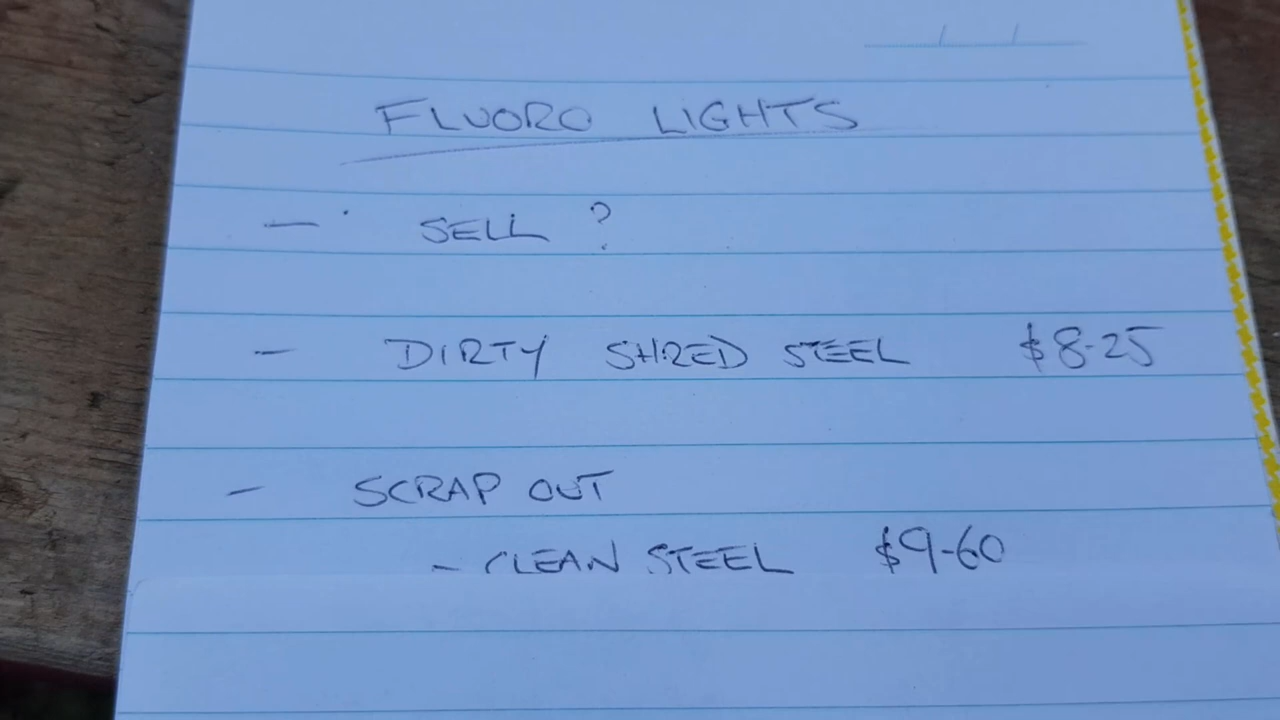 FLUORO LIGHTS
- SELL ?
- DIRTY SHRED STEEL $8-25
- SCRAP OUT
- CLEAN STEEL $9-60